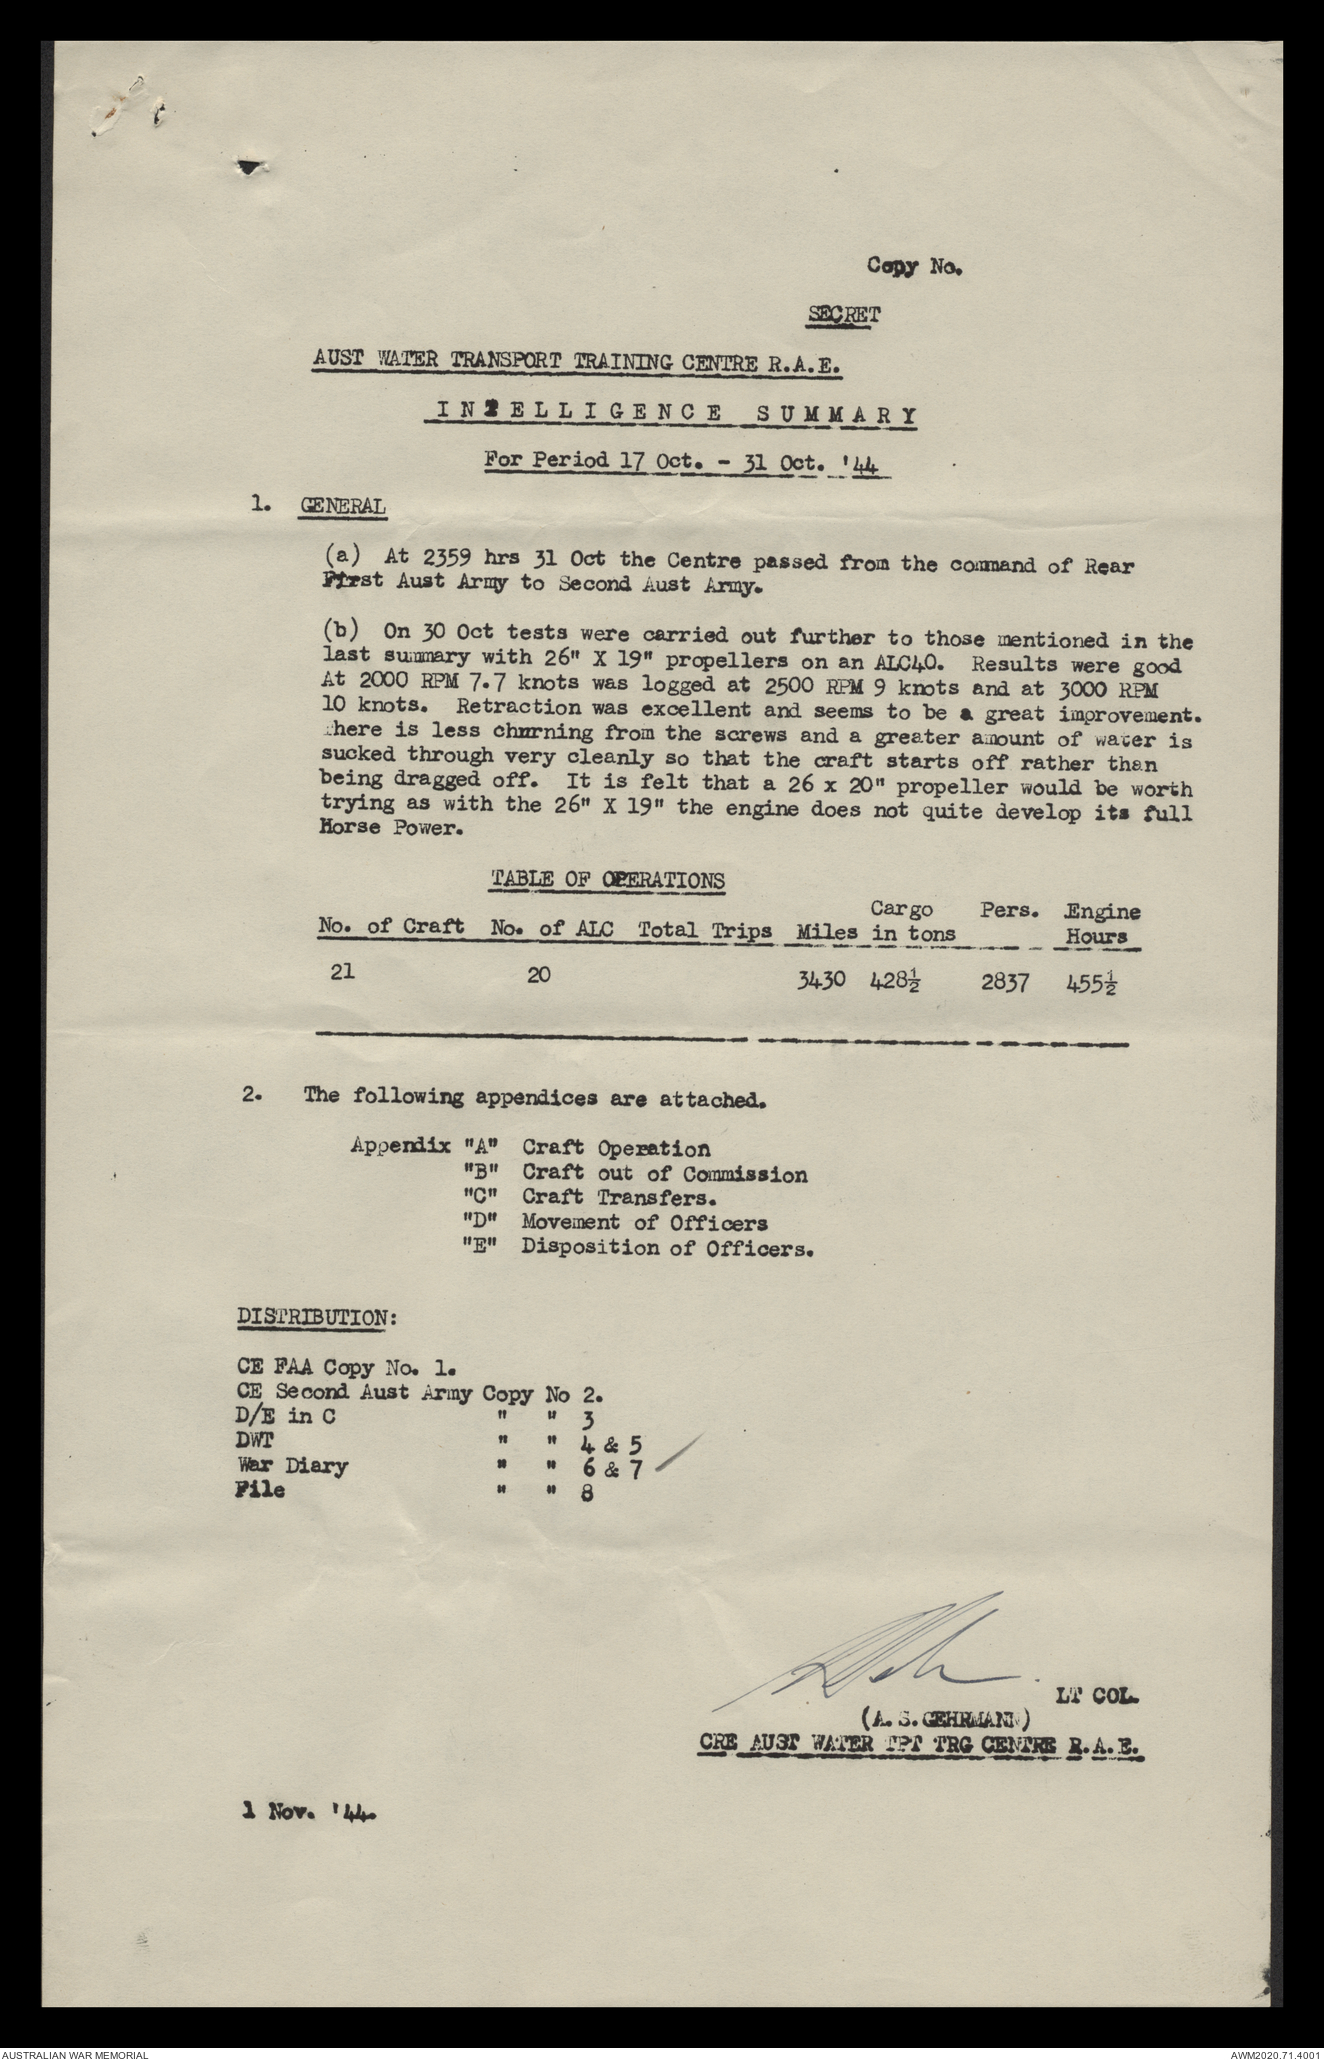 Copy No.
SECRET
AUST WATER TRANSPORT TRAINING CENTRE R.A.E.
INTELLIGENCE SUMMARY
For Period 17 Oct. - 31 Oct. '44
1. GENERAL
(a) At 2359 hrs 31 Oct the Centre passed from the command of Rear
First Aust Army to Second Aust Army.
(b) On 30 Oct tests were carried out further to those mentioned in the
last summary with 26" X 19" propellers on an ALC40. Results were good
At 2000 RPM 7.7 knots was logged at 2500 RPM 9 knots and at 3000 RPM
10 knots. Retraction was excellent and seems to be a great improvement.
There is less churning from the screws and a greater amount of water is
sucked through very cleanly so that the craft starts off rather than
being dragged off. It is felt that a 26 x 20" propeller would be worth
trying as with the 26" X 19" the engine does not quite develop its full
Horse Power.
TABLE OF OPERATIONS
No. of Craft No. of ALC Total Trips Miles Cargo in tons Pers. Engine Hours
21 20 3430 428½ 2837 455½
2. The following appendices are attached.
Appendix "A" Craft Operation
"B" Craft out of Commission
"C" Craft Transfers.
"D" Movement of Officers
"E" Disposition of Officers.
DISTRIBUTION:
CE FAA Copy No. 1.
CE Second Aust Army Copy No 2.
D/E in C " " 3
DWT " " 4 & 5
War Diary " " 6 & 7
File " " 8
LT COL.
(A.S.GEHRMANN)
CRE AUST WATER TPT TRG CENTRE R.A.E.
1 Nov. '44.
AUSTRALIAN WAR MEMORIAL
AWM2020.71.4001